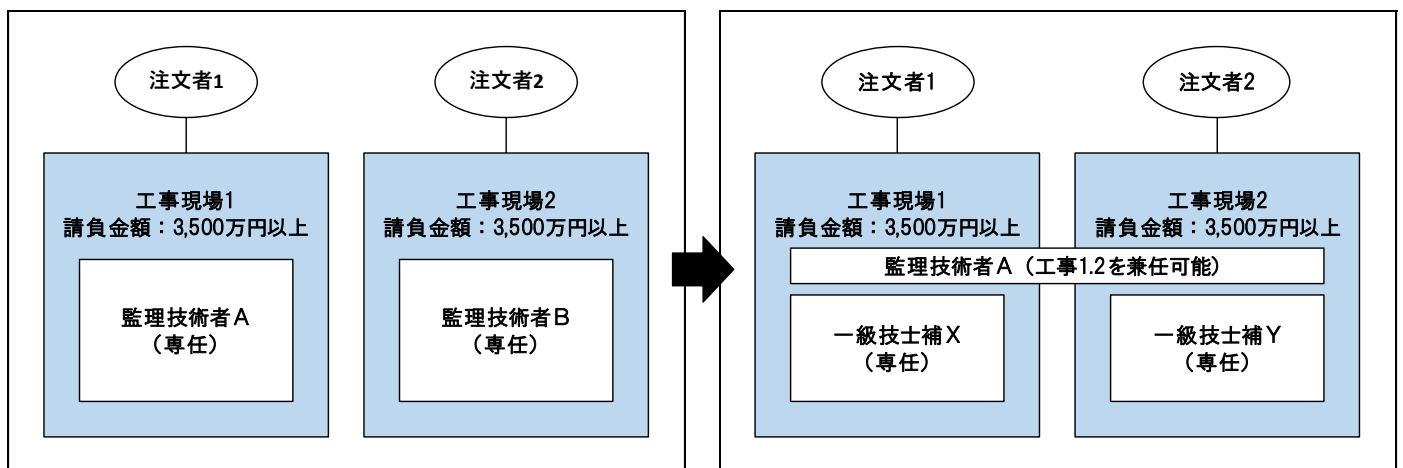 注文者1
注文者2
工事現場1
請負金額：3,500万円以上
監理技術者A
（専任）
工事現場2
請負金額：3,500万円以上
監理技術者B
（専任）
注文者1
注文者2
工事現場1
請負金額：3,500万円以上
工事現場2
請負金額：3,500万円以上
監理技術者A（工事1.2を兼任可能）
一級技士補X
（専任）
一級技士補Y
（専任）